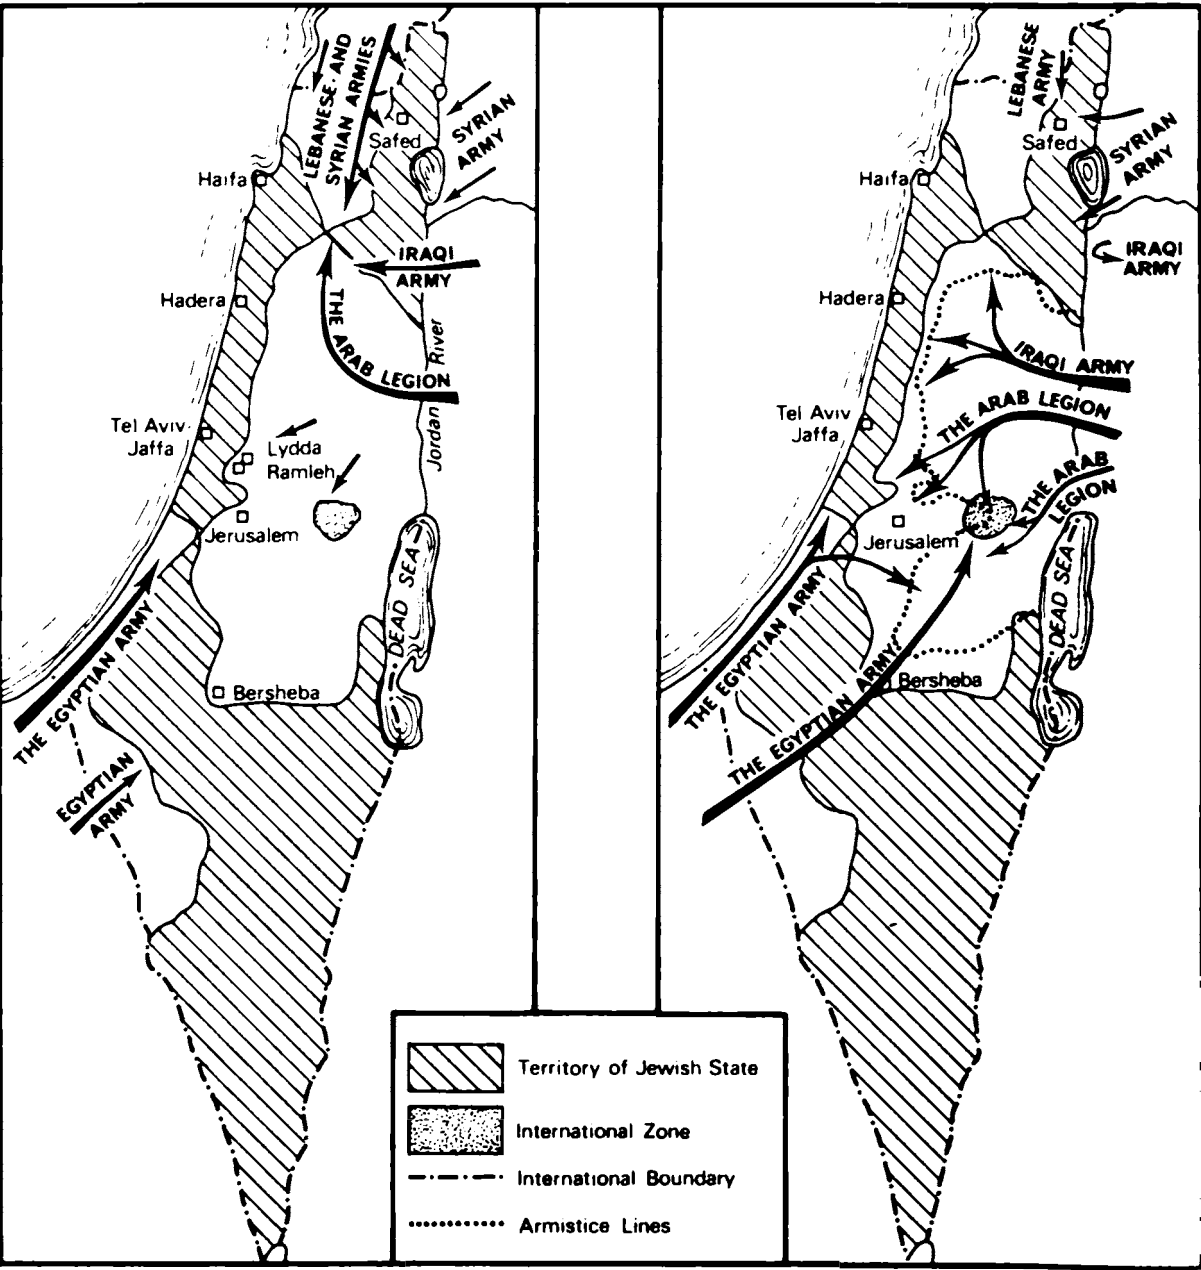 LEBANESE AND
SYRIAN ARMIES
Safed
SYRIAN
ARMY
Haifa
IRAQI
ARMY
Hadera
THE ARAB LEGION
Jordan River
Tel Aviv
Jaffa
Lydda
Ramleh
Jerusalem
DEAD SEA
THE EGYPTIAN ARMY
Bersheba
EGYPTIAN
ARMY
LEBANESE
ARMY
Safed
SYRIAN
ARMY
Haifa
IRAQI
ARMY
Hadera
IRAQI ARMY
THE ARAB LEGION
Tel Aviv
Jaffa
THE ARAB
LEGION
Jerusalem
DEAD SEA
THE EGYPTIAN ARMY
Bersheba
THE EGYPTIAN ARMY
Territory of Jewish State
International Zone
International Boundary
Armistice Lines